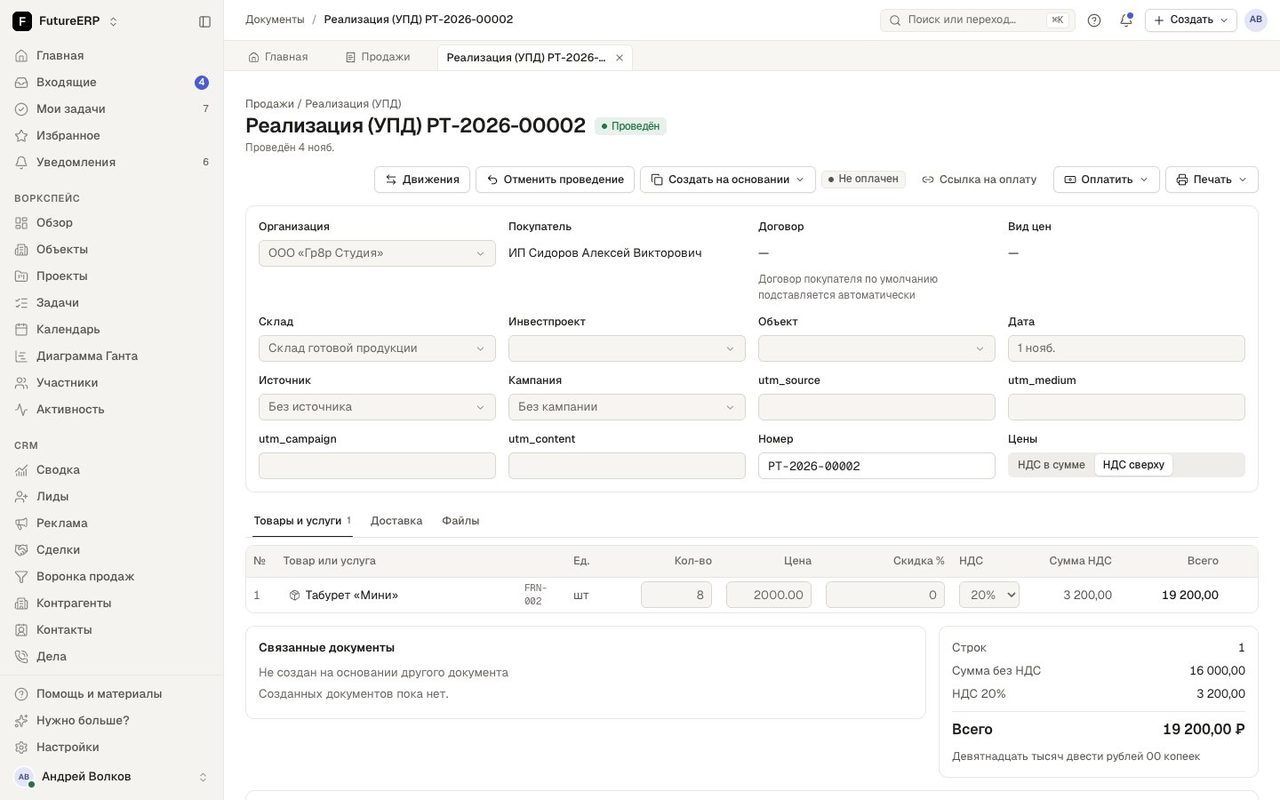 FutureERP
Главная
Входящие 4
Мои задачи 7
Избранное
Уведомления 6
ВОРКСПЕЙС
Обзор
Объекты
Проекты
Задачи
Календарь
Диаграмма Ганта
Участники
Активность
CRM
Сводка
Лиды
Реклама
Сделки
Воронка продаж
Контрагенты
Контакты
Дела
Помощь и материалы
Нужно больше?
Настройки
АВ Андрей Волков
Документы / Реализация (УПД) РТ-2026-00002
Поиск или переход… ⌘K Создать АВ
Главная Продажи Реализация (УПД) РТ-2026-…
Продажи / Реализация (УПД)
Реализация (УПД) РТ-2026-00002 Проведён
Проведён 4 нояб.
Движения Отменить проведение Создать на основании Не оплачен Ссылка на оплату Оплатить Печать
Организация Покупатель Договор Вид цен
ООО «Гр8р Студия» ИП Сидоров Алексей Викторович — —
Договор покупателя по умолчанию
подставляется автоматически
Склад Инвестпроект Объект Дата
Склад готовой продукции 1 нояб.
Источник Кампания utm_source utm_medium
Без источника Без кампании
utm_campaign utm_content Номер Цены
РТ-2026-00002 НДС в сумме НДС сверху
Товары и услуги 1 Доставка Файлы
№ Товар или услуга Ед. Кол-во Цена Скидка % НДС Сумма НДС Всего
1 Табурет «Мини» FRN-002 шт 8 2000.00 0 20% 3 200,00 19 200,00
Связанные документы
Не создан на основании другого документа
Созданных документов пока нет.
Строк 1
Сумма без НДС 16 000,00
НДС 20% 3 200,00
Всего 19 200,00 ₽
Девятнадцать тысяч двести рублей 00 копеек